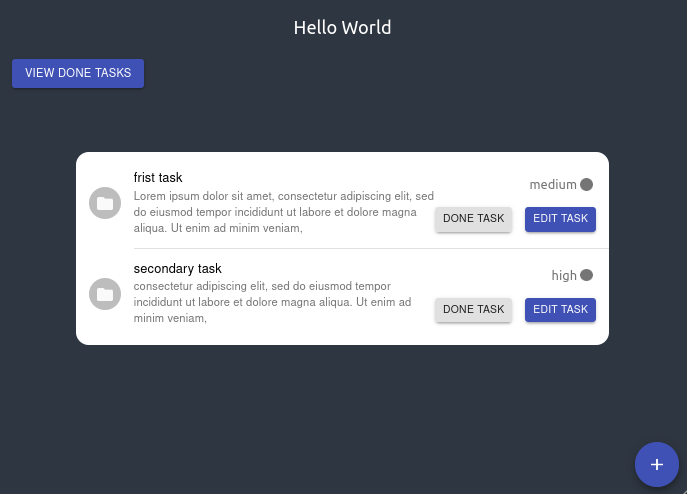 Hello World
VIEW DONE TASKS
frist task
medium
Lorem ipsum dolor sit amet, consectetur adipiscing elit, sed
do eiusmod tempor incididunt ut labore et dolore magna
aliqua. Ut enim ad minim veniam,
DONE TASK
EDIT TASK
secondary task
high
consectetur adipiscing elit, sed do eiusmod tempor
incididunt ut labore et dolore magna aliqua. Ut enim ad
minim veniam,
DONE TASK
EDIT TASK
+